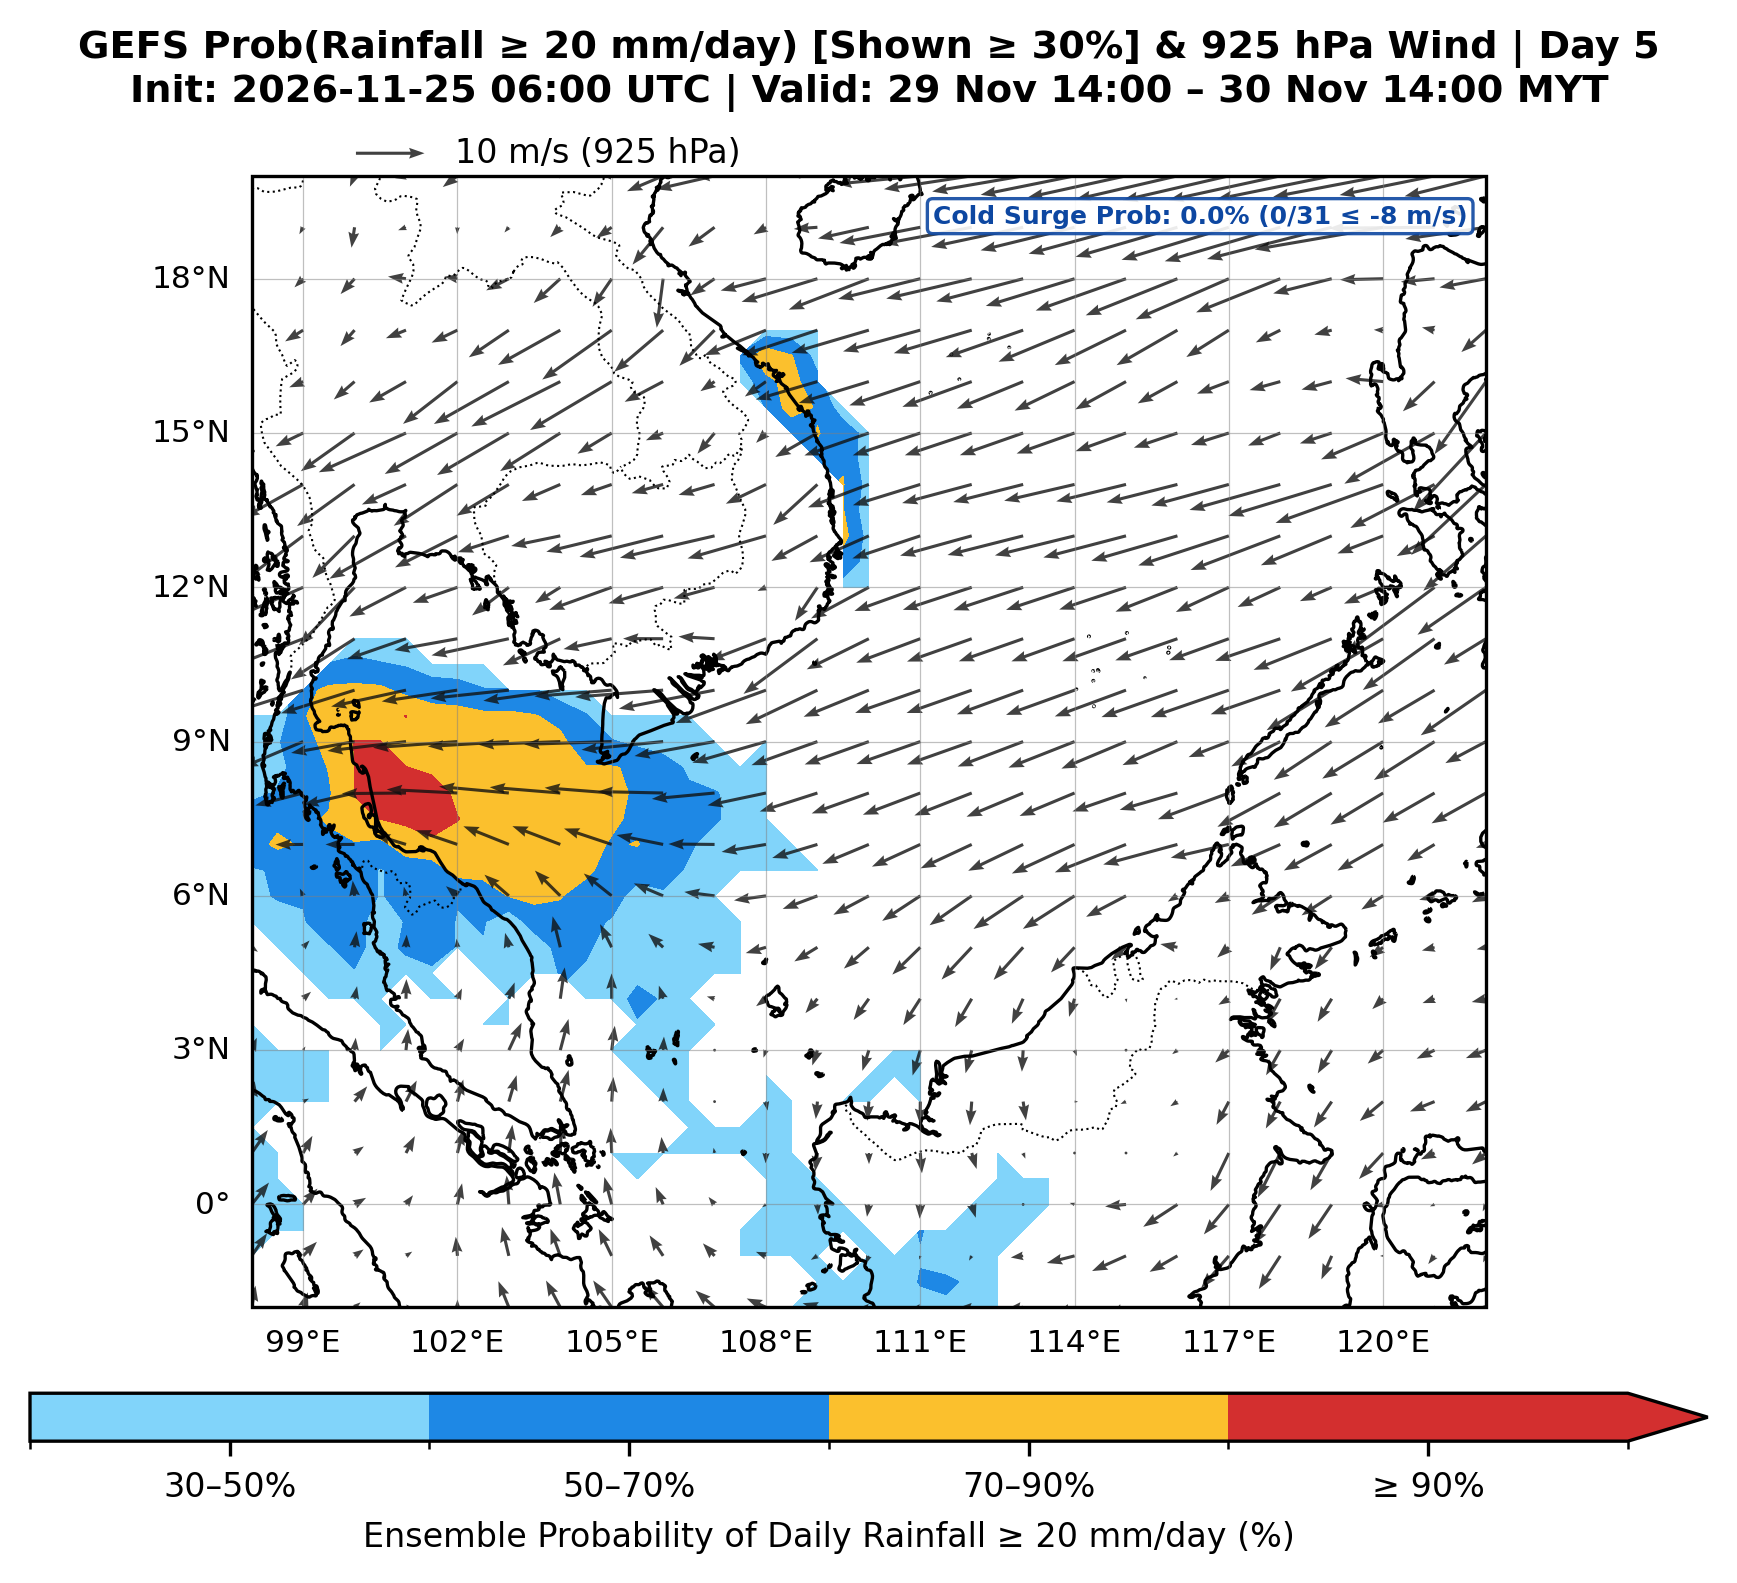 GEFS Prob(Rainfall ≥ 20 mm/day) [Shown ≥ 30%] & 925 hPa Wind | Day 5
Init: 2026-11-25 06:00 UTC | Valid: 29 Nov 14:00 – 30 Nov 14:00 MYT
10 m/s (925 hPa)
Cold Surge Prob: 0.0% (0/31 ≤ -8 m/s)
18°N
15°N
12°N
9°N
6°N
3°N
0°
99°E 102°E 105°E 108°E 111°E 114°E 117°E 120°E
30–50% 50–70% 70–90% ≥ 90%
Ensemble Probability of Daily Rainfall ≥ 20 mm/day (%)